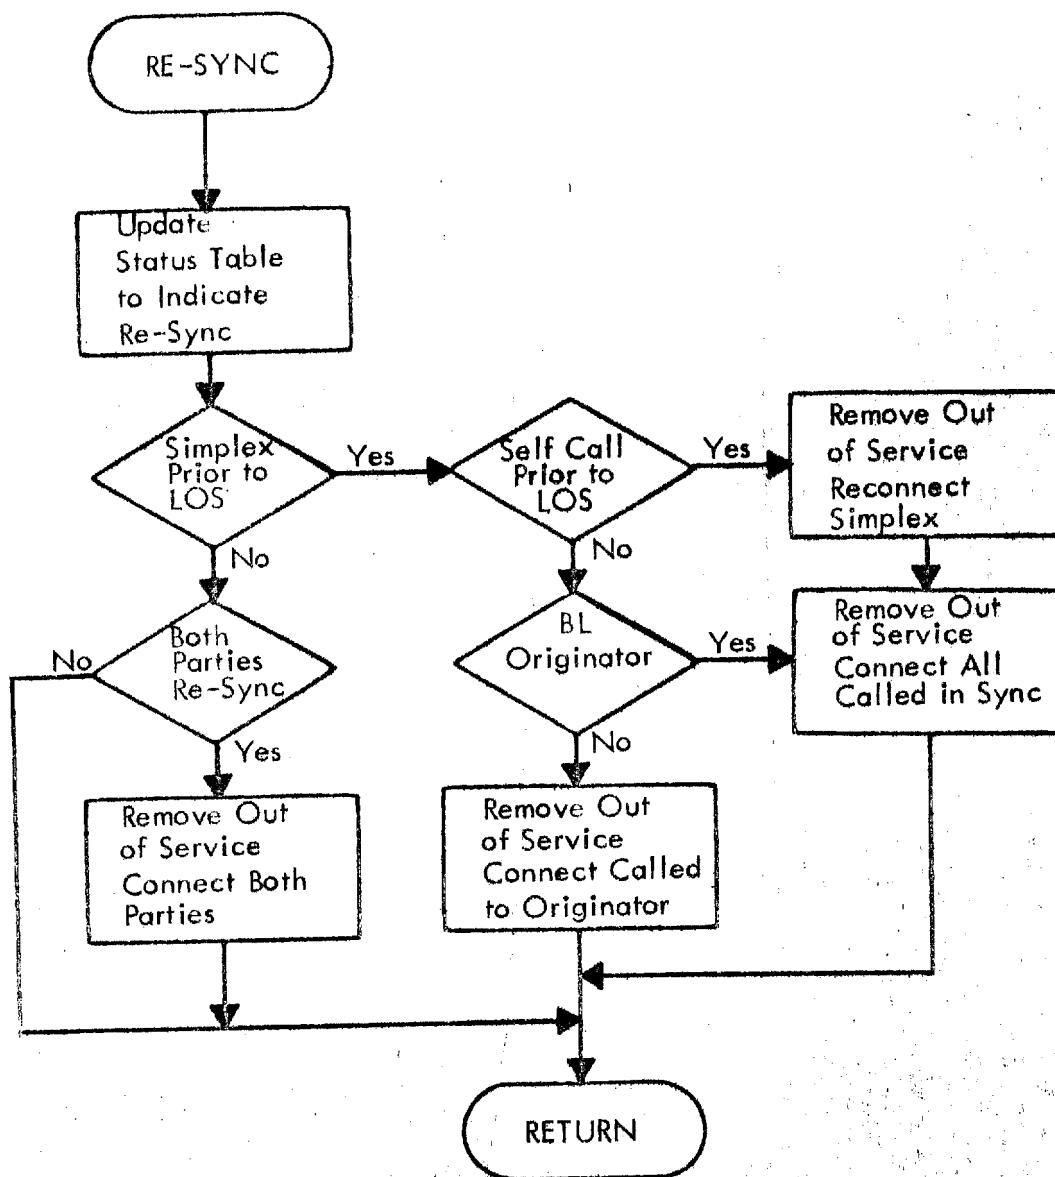 RE-SYNC
Update
Status Table
to Indicate
Re-Sync
Simplex
Prior to
LOS
Yes
Self Call
Prior to
LOS
Yes
Remove Out
of Service
Reconnect
Simplex
No
No
Both
Parties
Re-Sync
No
BL
Originator
Yes
Remove Out
of Service
Connect All
Called in Sync
Yes
No
Remove Out
of Service
Connect Both
Parties
Remove Out
of Service
Connect Called
to Originator
RETURN